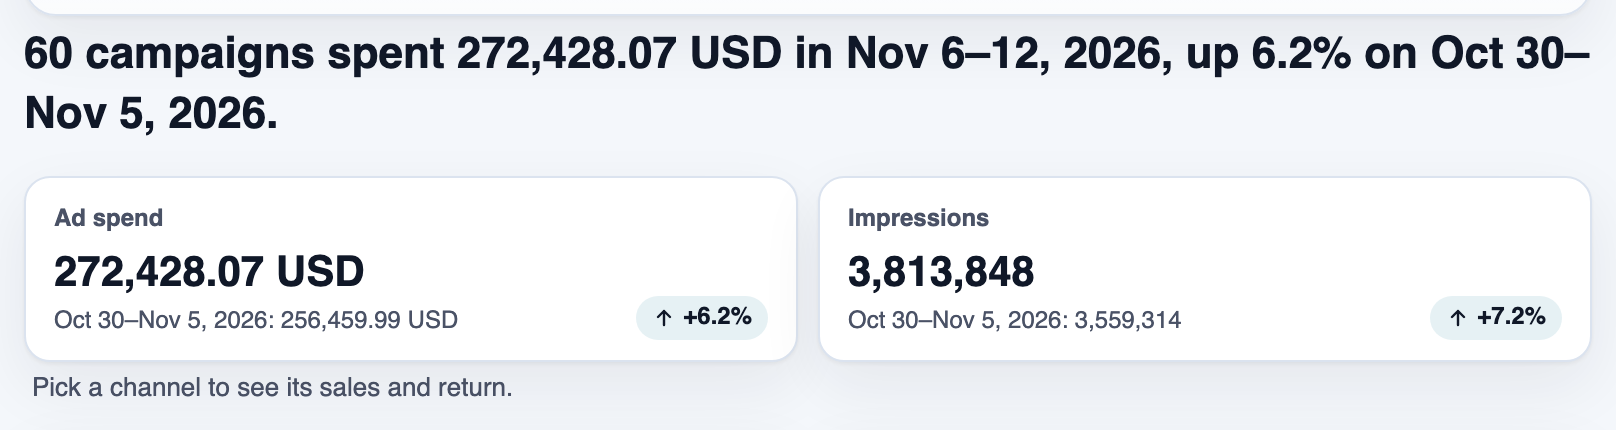 60 campaigns spent 272,428.07 USD in Nov 6–12, 2026, up 6.2% on Oct 30–
Nov 5, 2026.
Ad spend
272,428.07 USD
Oct 30–Nov 5, 2026: 256,459.99 USD
↑ +6.2%
Impressions
3,813,848
Oct 30–Nov 5, 2026: 3,559,314
↑ +7.2%
Pick a channel to see its sales and return.